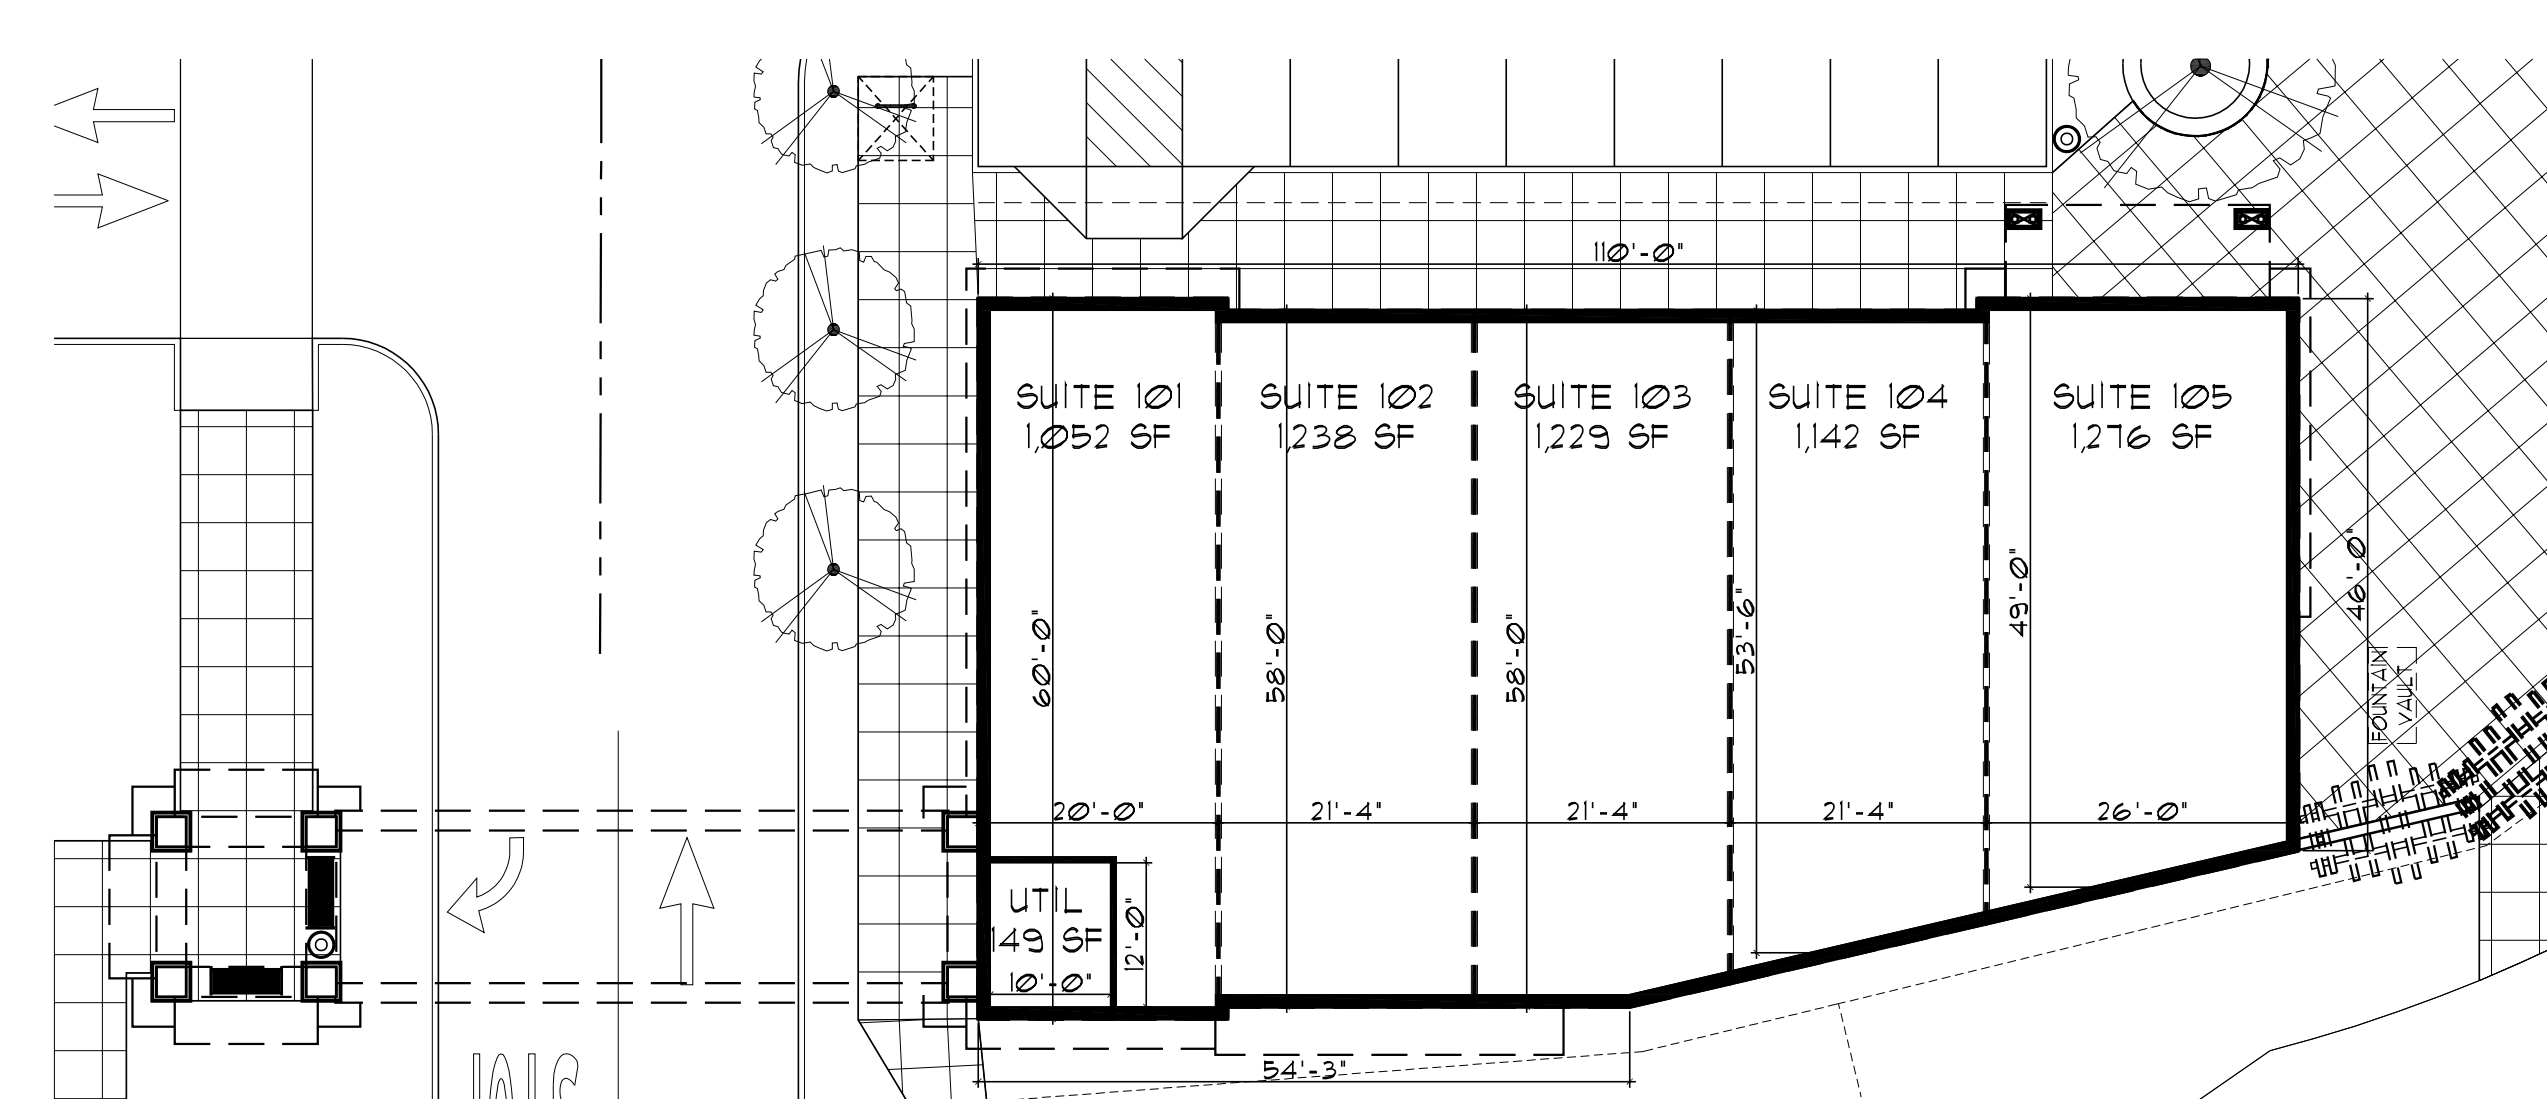 110'-0"
SUITE 101
1,052 SF
SUITE 102
1,238 SF
SUITE 103
1,229 SF
SUITE 104
1,142 SF
SUITE 105
1,276 SF
60'-0"
58'-0"
58'-0"
53'-6"
49'-0"
46'-0"
FOUNTAIN
VAULT
20'-0"
21'-4"
21'-4"
21'-4"
26'-0"
UTIL
149 SF
10'-0"
12'-0"
54'-3"